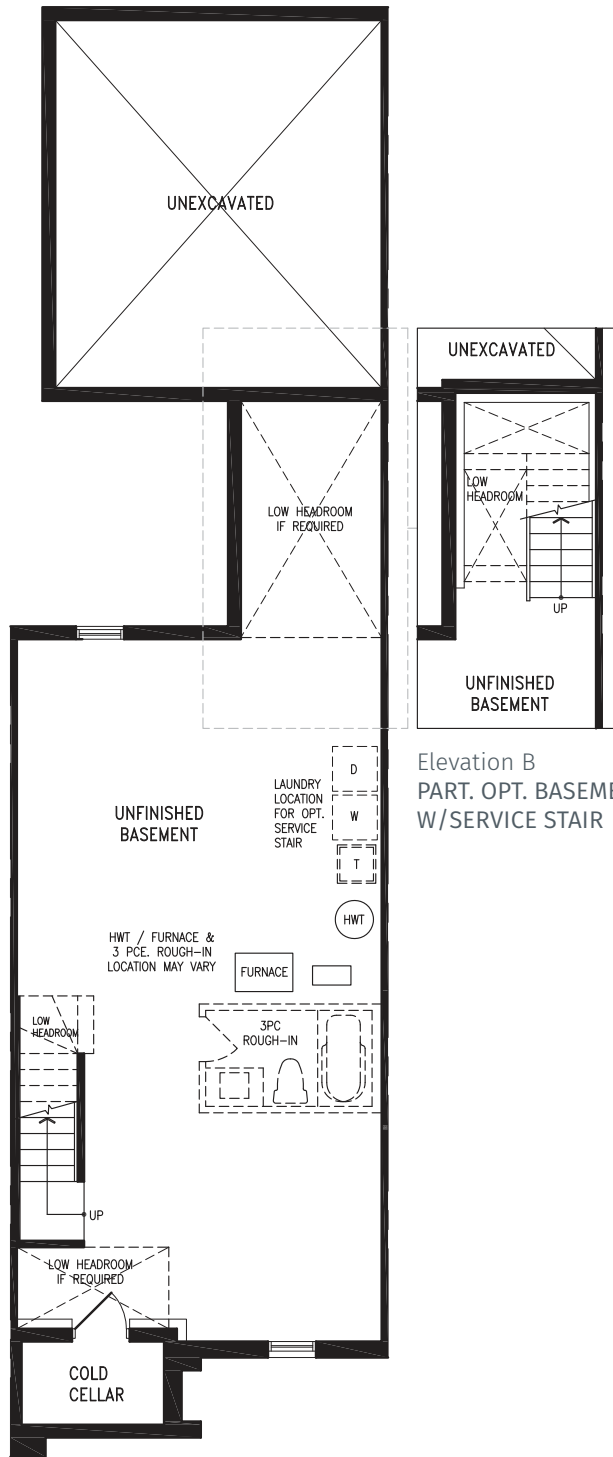 UNEXCAVATED
UNEXCAVATED
LOW
HEADROOM
LOW HEADROOM
IF REQUIRED
UP
UNFINISHED
BASEMENT
Elevation B
PART. OPT. BASEME
W/SERVICE STAIR
D
LAUNDRY
LOCATION
FOR OPT.
SERVICE
STAIR
W
UNFINISHED
BASEMENT
T
HWT
HWT / FURNACE &
3 PCE. ROUGH-IN
LOCATION MAY VARY
FURNACE
LOW
HEADROOM
3PC
ROUGH-IN
UP
LOW HEADROOM
IF REQUIRED
COLD
CELLAR